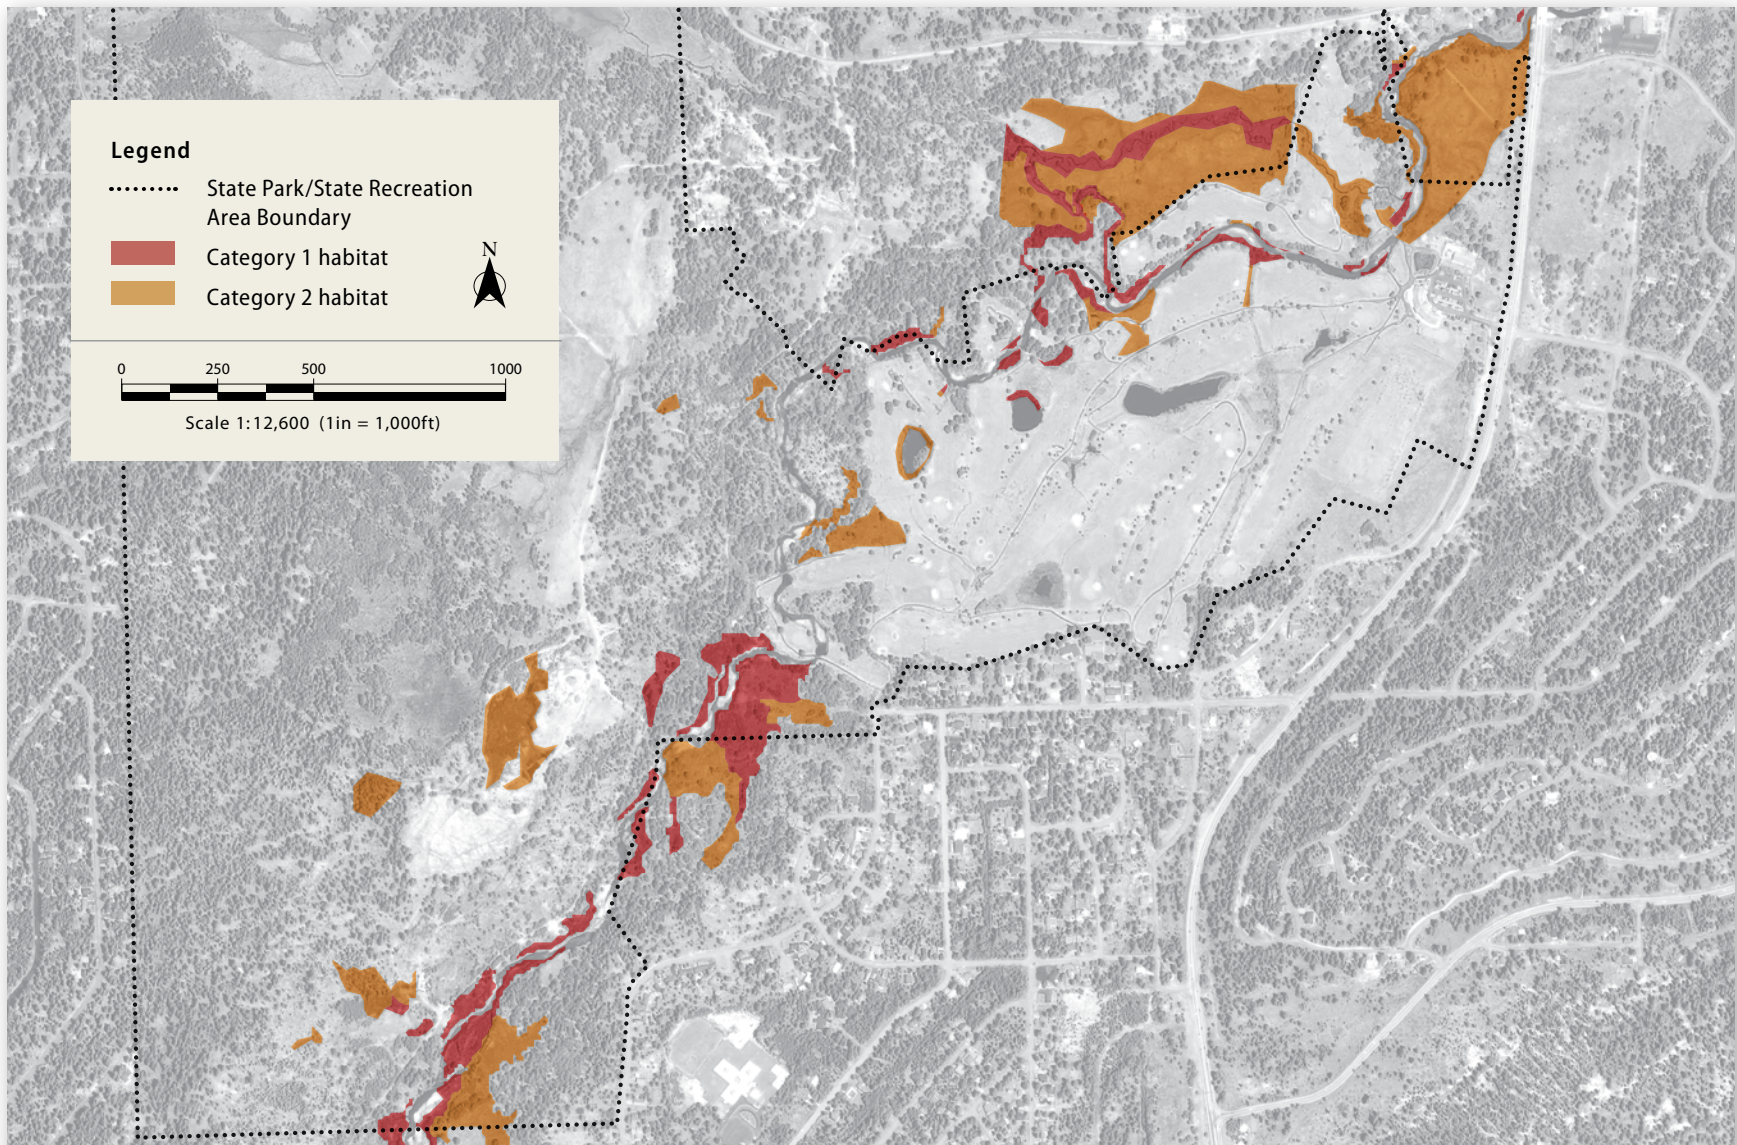 Legend
State Park/State Recreation
Area Boundary
Category 1 habitat
Category 2 habitat
N
0 250 500 1000
Scale 1:12,600 (1in = 1,000ft)